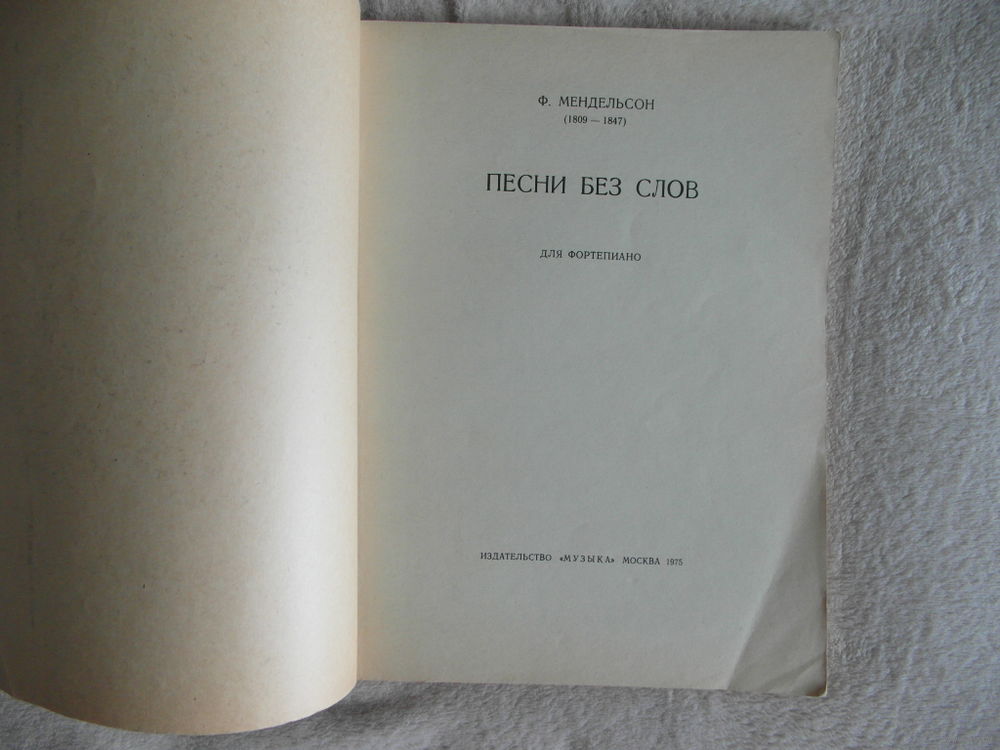 Ф. МЕНДЕЛЬСОН
(1809 — 1847)
ПЕСНИ БЕЗ СЛОВ
ДЛЯ ФОРТЕПИАНО
ИЗДАТЕЛЬСТВО «МУЗЫКА» МОСКВА 1975